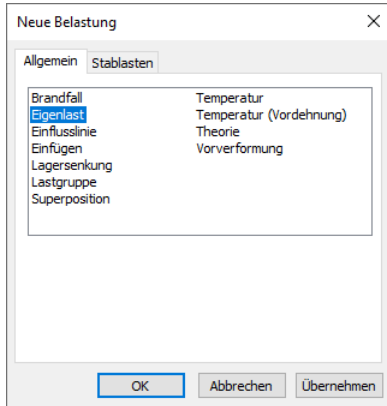 Neue Belastung
Allgemein Stablasten
Brandfall Temperatur
Eigenlast Temperatur (Vordehnung)
Einflusslinie Theorie
Einfügen Vorverformung
Lagersenkung
Lastgruppe
Superposition
OK Abbrechen Übernehmen